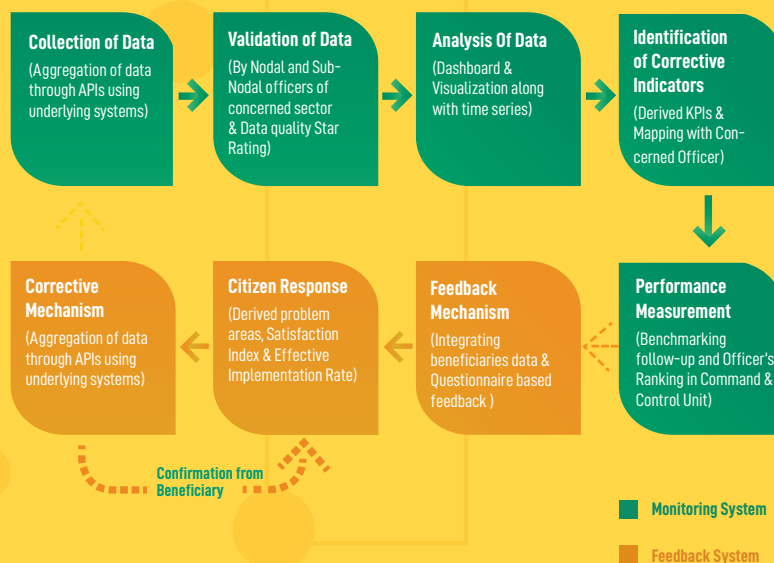 Collection of Data
(Aggregation of data
through APIs using
underlying systems)
Validation of Data
(By Nodal and Sub-
Nodal officers of
concerned sector
& Data quality Star
Rating)
Analysis Of Data
(Dashboard &
Visualization along
with time series)
Identification
of Corrective
Indicators
(Derived KPIs &
Mapping with Con-
cerned Officer)
Corrective
Mechanism
(Aggregation of data
through APIs using
underlying systems)
Citizen Response
(Derived problem
areas, Satisfaction
Index & Effective
Implementation Rate)
Feedback
Mechanism
(Integrating
beneficiaries data &
Questionnaire based
feedback )
Performance
Measurement
(Benchmarking
follow-up and Officer's
Ranking in Command &
Control Unit)
Confirmation from
Beneficiary
Monitoring System
Feedback System